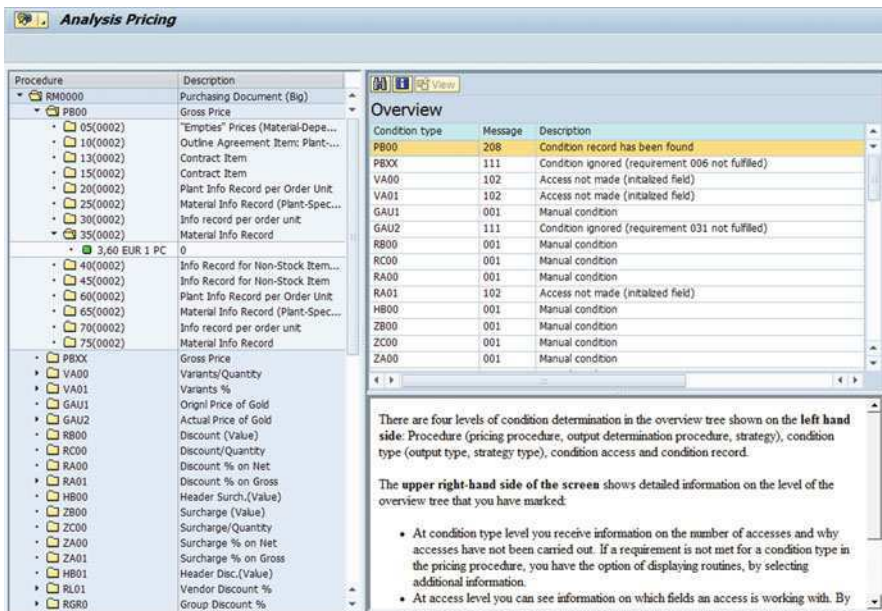 Analysis Pricing
Procedure Description
RM0000 Purchasing Document (Big)
PB00 Gross Price
05(0002) "Empties" Prices (Material-Depe...
10(0002) Outline Agreement Item: Plant-...
13(0002) Contract Item
15(0002) Contract Item
20(0002) Plant Info Record per Order Unit
25(0002) Material Info Record (Plant-Spec...
30(0002) Info record per order unit
35(0002) Material Info Record
3,60 EUR 1 PC 0
40(0002) Info Record for Non-Stock Item...
45(0002) Info Record for Non-Stock Item
60(0002) Plant Info Record per Order Unit
65(0002) Material Info Record (Plant-Spec...
70(0002) Info record per order unit
75(0002) Material Info Record
PBXX Gross Price
VA00 Variants/Quantity
VA01 Variants %
GAU1 Orignl Price of Gold
GAU2 Actual Price of Gold
RB00 Discount (Value)
RC00 Discount/Quantity
RA00 Discount % on Net
RA01 Discount % on Gross
HB00 Header Surch.(Value)
ZB00 Surcharge (Value)
ZC00 Surcharge/Quantity
ZA00 Surcharge % on Net
ZA01 Surcharge % on Gross
HB01 Header Disc.(Value)
RL01 Vendor Discount %
RGR0 Group Discount %
View
Overview
Condition type Message Description
PB00 208 Condition record has been found
PBXX 111 Condition ignored (requirement 006 not fulfilled)
VA00 102 Access not made (initialized field)
VA01 102 Access not made (initialized field)
GAU1 001 Manual condition
GAU2 111 Condition ignored (requirement 031 not fulfilled)
RB00 001 Manual condition
RC00 001 Manual condition
RA00 001 Manual condition
RA01 102 Access not made (initialized field)
HB00 001 Manual condition
ZB00 001 Manual condition
ZC00 001 Manual condition
ZA00 001 Manual condition
There are four levels of condition determination in the overview tree shown on the left hand
side: Procedure (pricing procedure, output determination procedure, strategy), condition
type (output type, strategy type), condition access and condition record.
The upper right-hand side of the screen shows detailed information on the level of the
overview tree that you have marked:
• At condition type level you receive information on the number of accesses and why
accesses have not been carried out. If a requirement is not met for a condition type in
the pricing procedure, you have the option of displaying routines, by selecting
additional information.
• At access level you can see information on which fields an access is working with. By